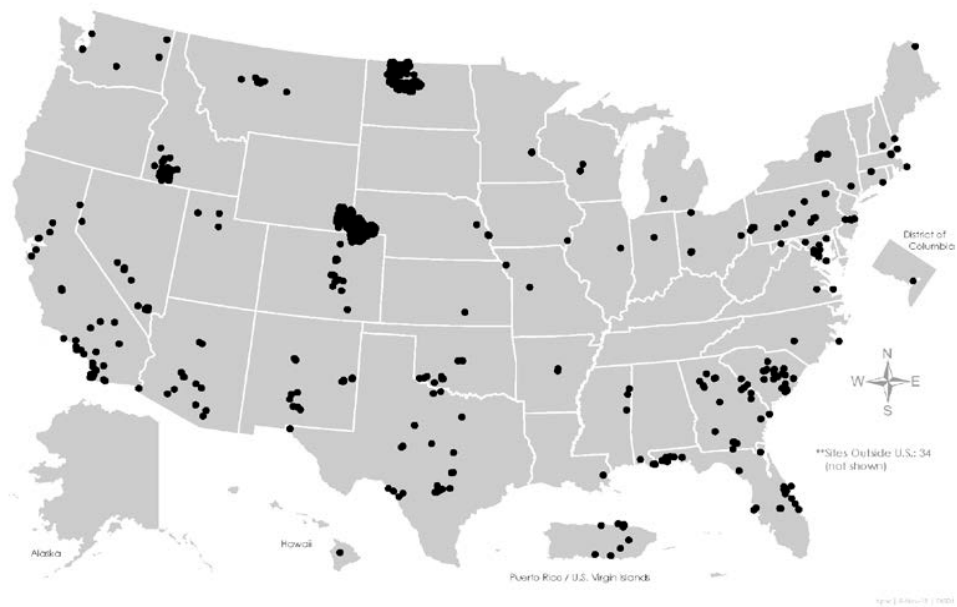 District of
Columbia
N
W
E
S
**Sites Outside U.S.: 34
(not shown)
Alaska
Hawaii
Puerto Rico / U.S. Virgin Islands